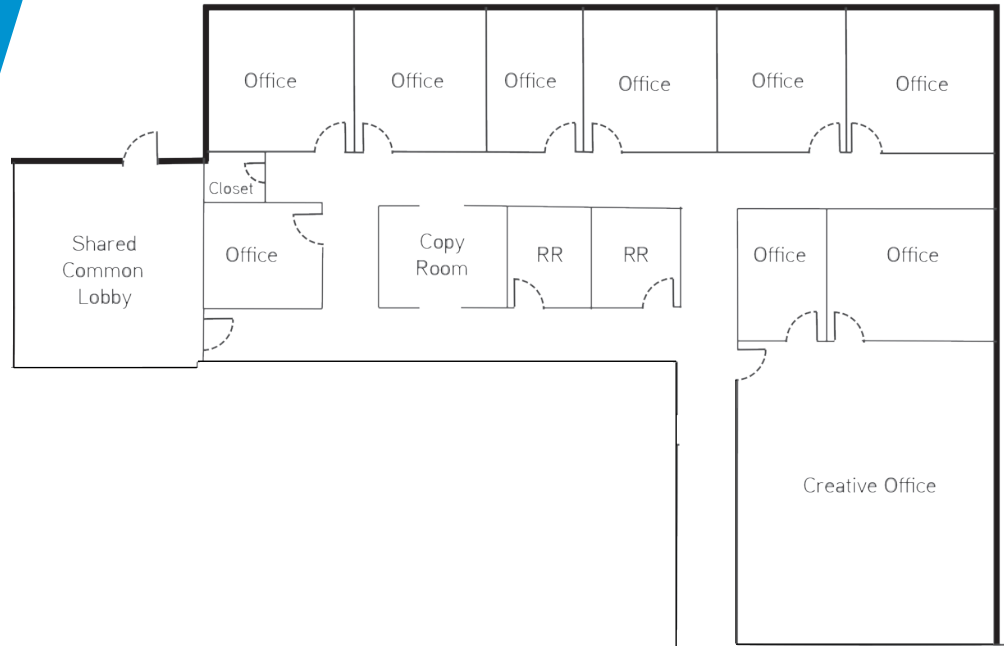 Office
Office
Office
Office
Office
Office
Closet
Shared
Common
Lobby
Office
Copy
Room
RR
RR
Office
Office
Creative Office